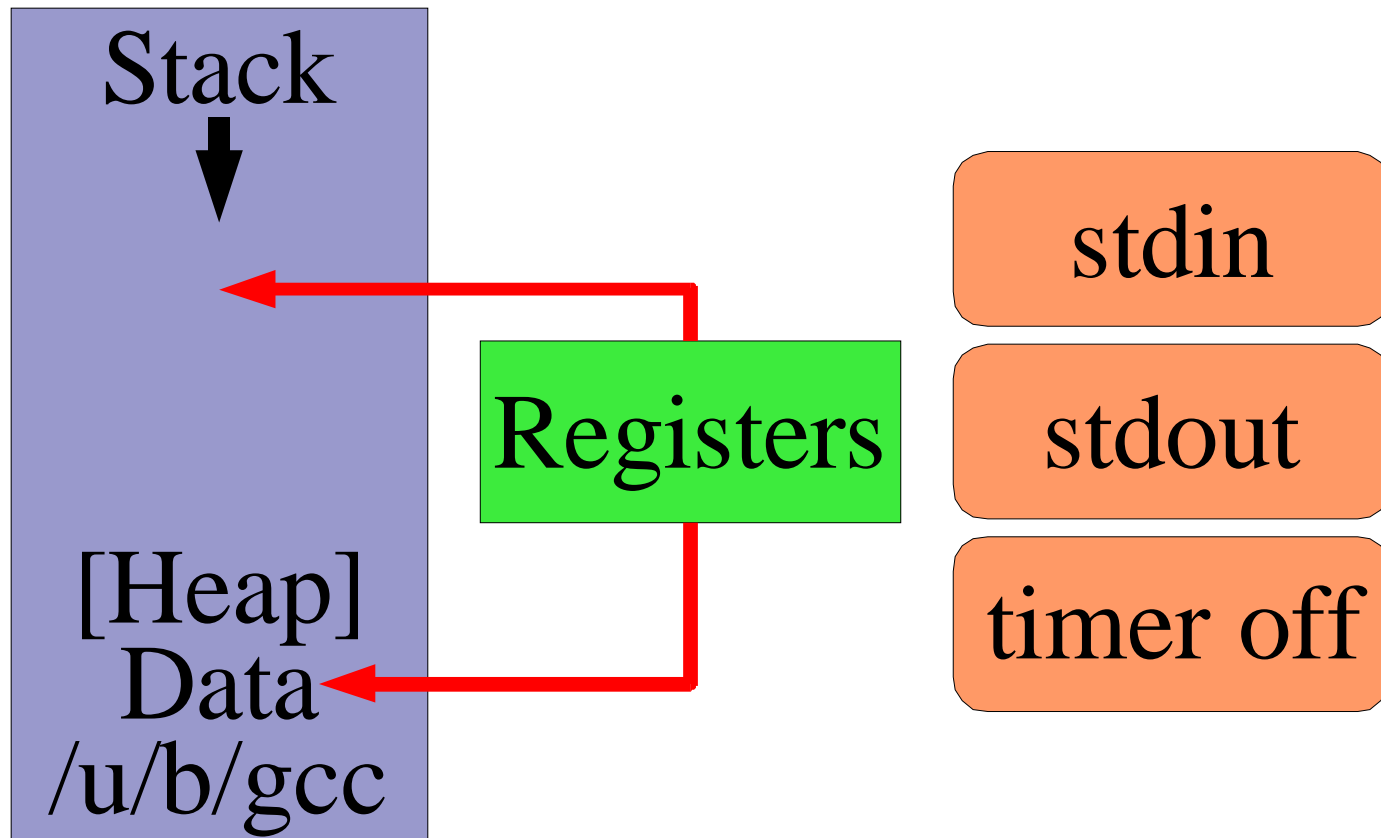 Stack
[Heap]
Data
/u/b/gcc
Registers
stdin
stdout
timer off